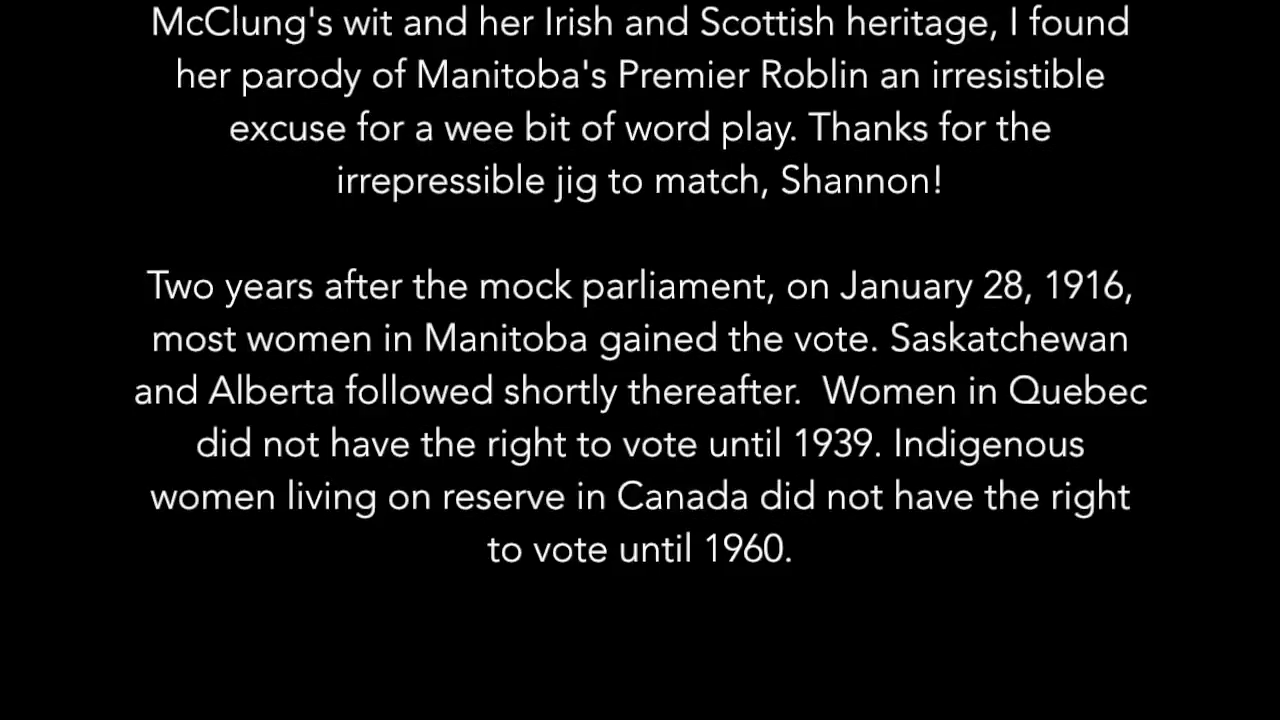 McClung's wit and her Irish and Scottish heritage, I found
her parody of Manitoba's Premier Roblin an irresistible
excuse for a wee bit of word play. Thanks for the
irrepressible jig to match, Shannon!
Two years after the mock parliament, on January 28, 1916,
most women in Manitoba gained the vote. Saskatchewan
and Alberta followed shortly thereafter.  Women in Quebec
did not have the right to vote until 1939. Indigenous
women living on reserve in Canada did not have the right
to vote until 1960.